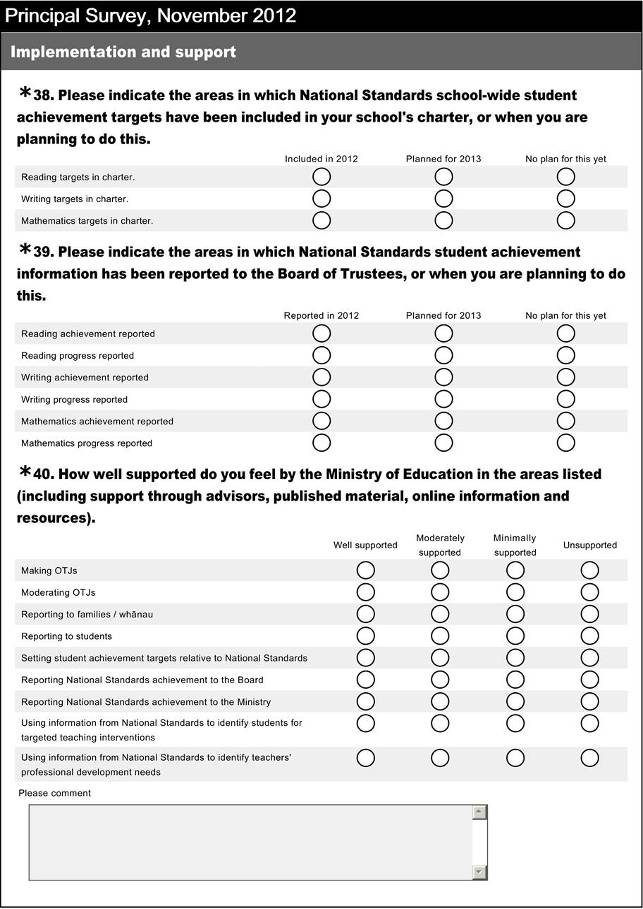 Principal Survey, November 2012
Implementation and support
*38. Please indicate the areas in which National Standards school-wide student
achievement targets have been included in your school's charter, or when you are
planning to do this.
Included in 2012 Planned for 2013 No plan for this yet
Reading targets in charter.
Writing targets in charter.
Mathematics targets in charter.
*39. Please indicate the areas in which National Standards student achievement
information has been reported to the Board of Trustees, or when you are planning to do
this.
Reported in 2012 Planned for 2013 No plan for this yet
Reading achievement reported
Reading progress reported
Writing achievement reported
Writing progress reported
Mathematics achievement reported
Mathematics progress reported
*40. How well supported do you feel by the Ministry of Education in the areas listed
(including support through advisors, published material, online information and
resources).
Well supported Moderately supported Minimally supported Unsupported
Making OTJs
Moderating OTJs
Reporting to families / whānau
Reporting to students
Setting student achievement targets relative to National Standards
Reporting National Standards achievement to the Board
Reporting National Standards achievement to the Ministry
Using information from National Standards to identify students for
targeted teaching interventions
Using information from National Standards to identify teachers'
professional development needs
Please comment